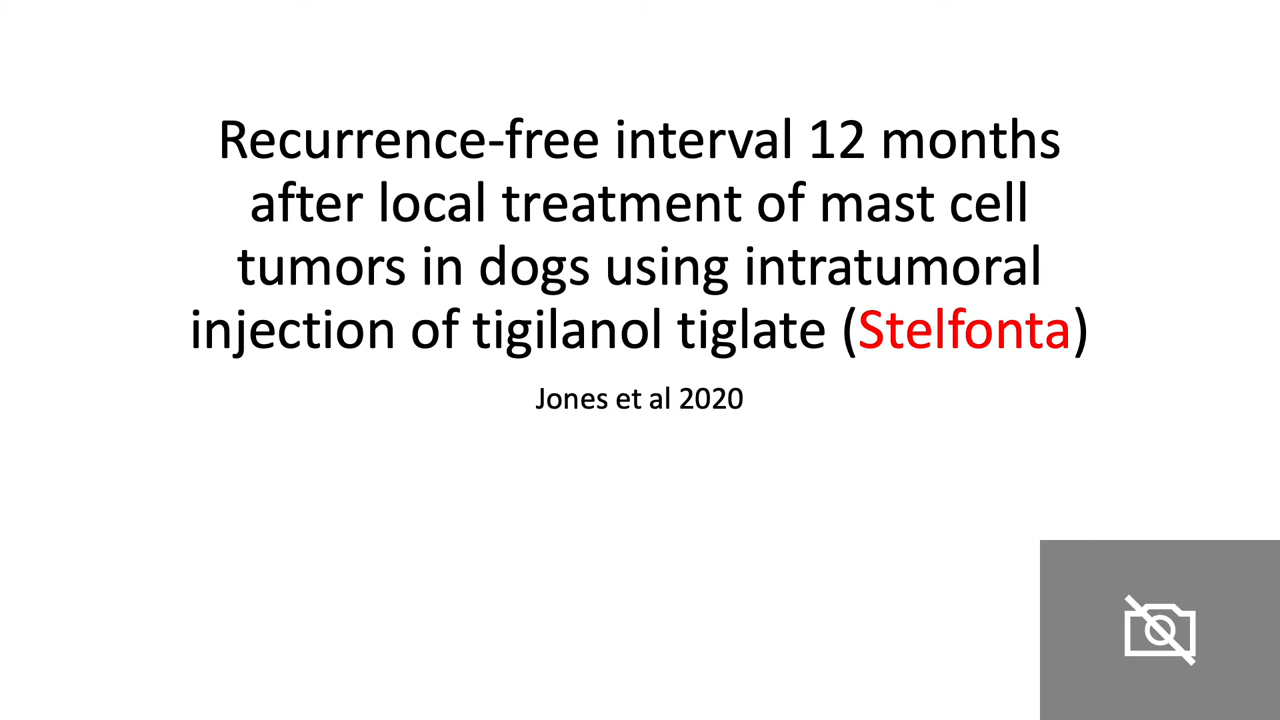 Recurrence-free interval 12 months
after local treatment of mast cell
tumors in dogs using intratumoral
injection of tigilanol tiglate (Stelfonta)
Jones et al 2020